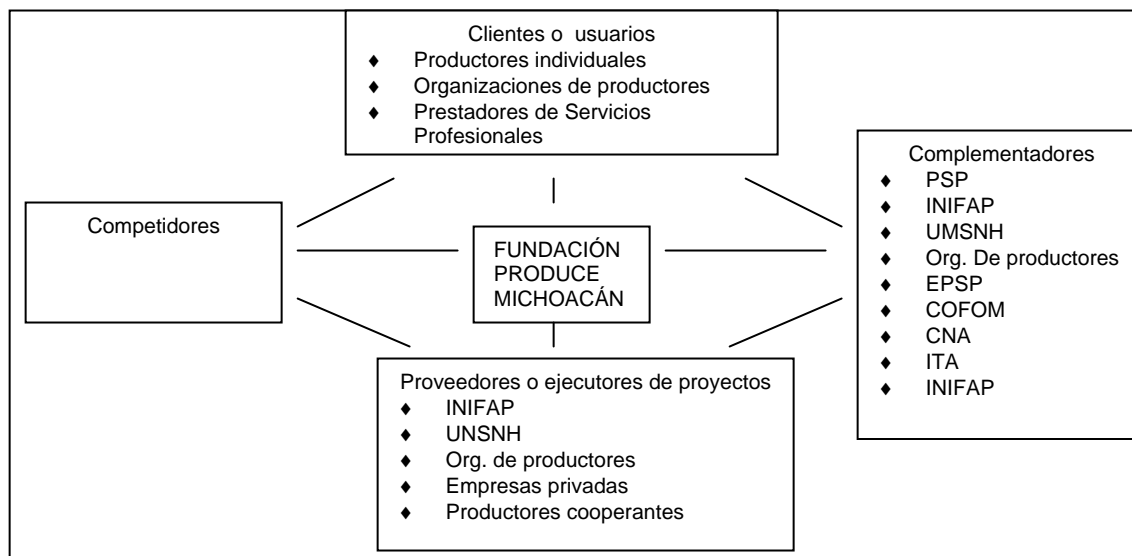 Clientes o usuarios
♦ Productores individuales
♦ Organizaciones de productores
♦ Prestadores de Servicios
Profesionales
Competidores
FUNDACIÓN
PRODUCE
MICHOACÁN
Complementadores
♦ PSP
♦ INIFAP
♦ UMSNH
♦ Org. De productores
♦ EPSP
♦ COFOM
♦ CNA
♦ ITA
♦ INIFAP
Proveedores o ejecutores de proyectos
♦ INIFAP
♦ UNSNH
♦ Org. de productores
♦ Empresas privadas
♦ Productores cooperantes